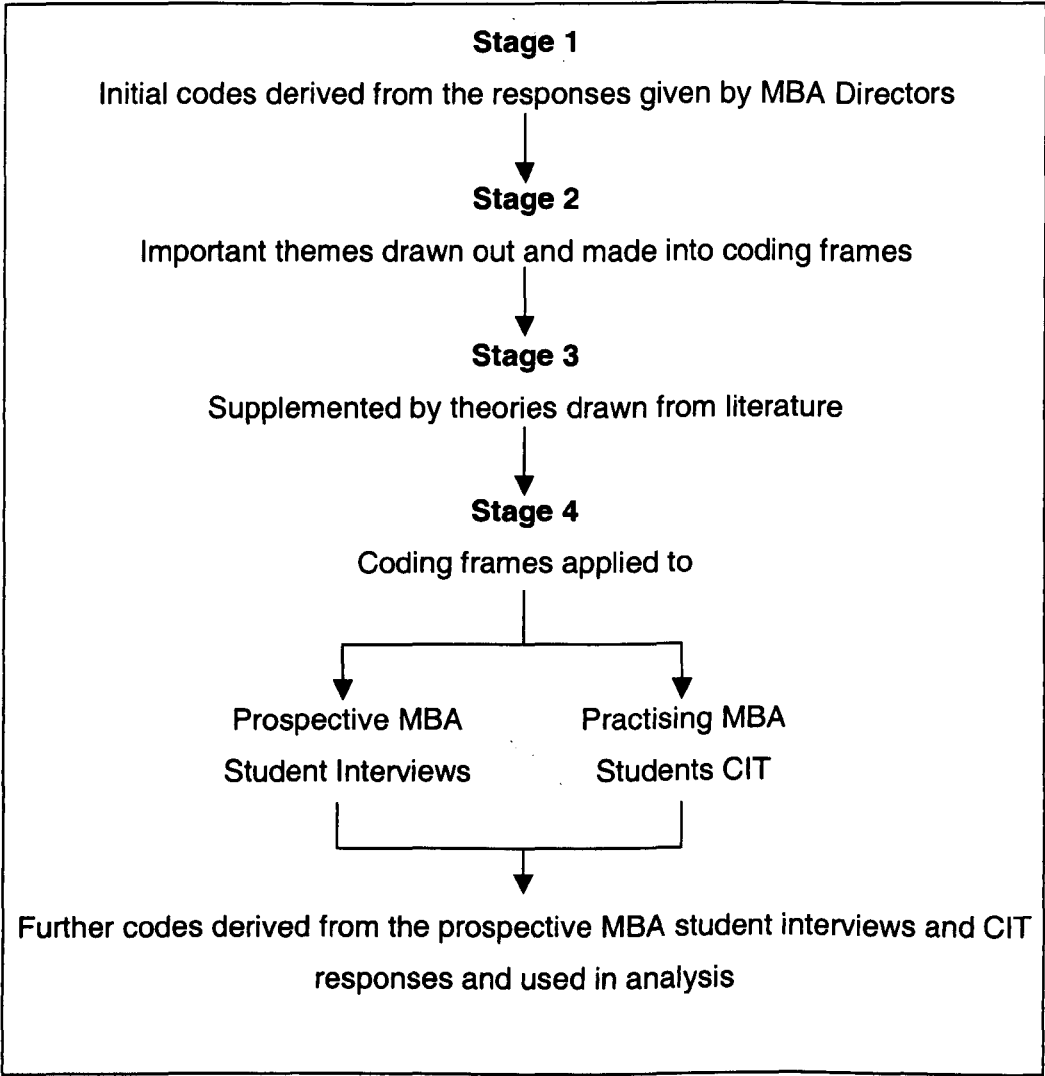 Stage 1
Initial codes derived from the responses given by MBA Directors
Stage 2
Important themes drawn out and made into coding frames
Stage 3
Supplemented by theories drawn from literature
Stage 4
Coding frames applied to
Prospective MBA
Student Interviews
Practising MBA
Students CIT
Further codes derived from the prospective MBA student interviews and CIT
responses and used in analysis